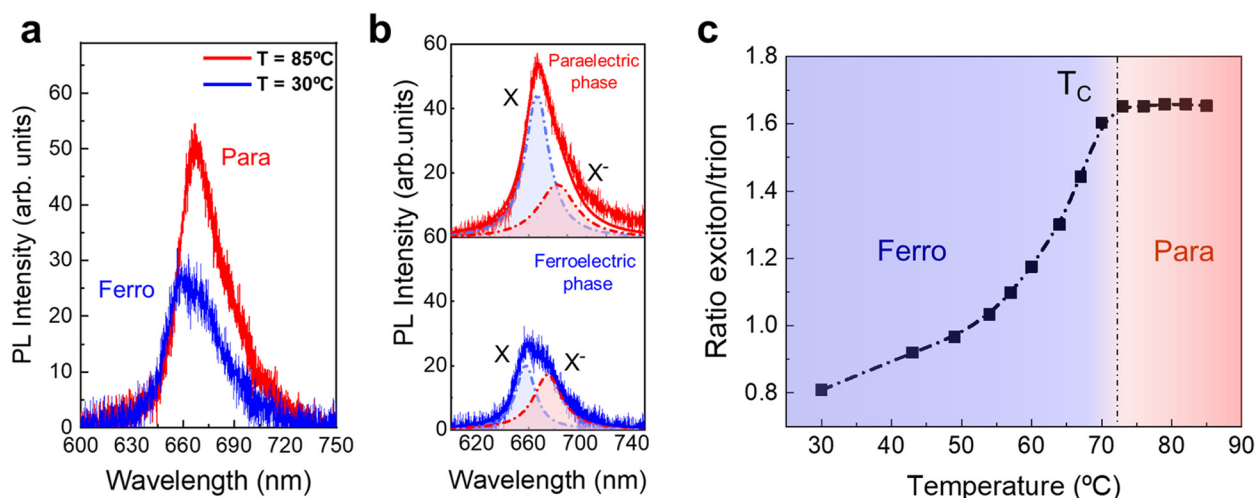 a
PL Intensity (arb. units)
60
50
40
30
20
10
0
T = 85ºC
T = 30ºC
Para
Ferro
600
630
660
690
720
750
Wavelength (nm)
b
PL Intensity (arb.units)
60
40
20
60
Paraelectric
phase
X
X-
40
20
0
Ferroelectric
phase
X
X-
620
660
700
740
Wavelength (nm)
c
Ratio exciton/trion
1.8
1.6
1.4
1.2
1.0
0.8
TC
Ferro
Para
30
40
50
60
70
80
90
Temperature (ºC)